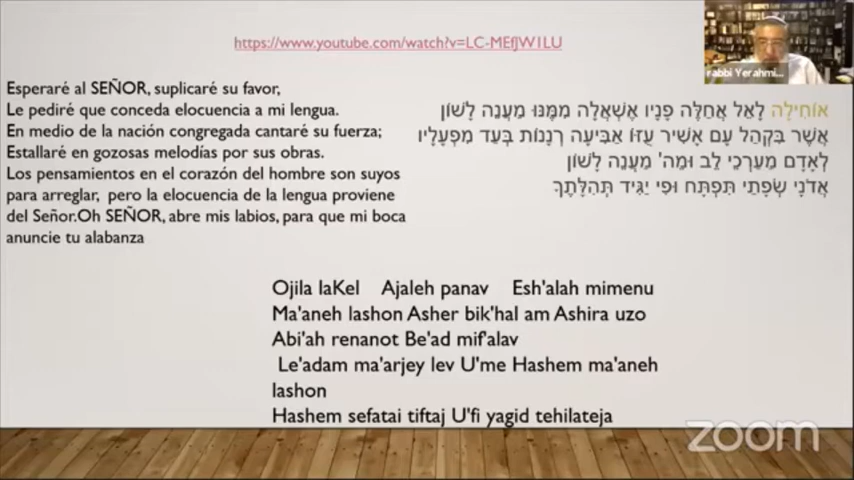 https://www.youtube.com/watch?v=LC-MEfJW1LU
Esperaré al SEÑOR, suplicaré su favor,
Le pediré que conceda elocuencia a mi lengua.
En medio de la nación congregada cantaré su fuerza;
Estallaré en gozosas melodías por sus obras.
Los pensamientos en el corazón del hombre son suyos
para arreglar, pero la elocuencia de la lengua proviene
del Señor.Oh SEÑOR, abre mis labios, para que mi boca
anuncie tu alabanza
אוֹחִילָה לָאֵל אֲחַלֶּה פָנָיו אֶשְׁאֲלָה מִמֶּנּוּ מַעֲנֵה לָשׁוֹן
אֲשֶׁר בִּקְהַל עָם אָשִׁיר עֻזּוֹ אַבִּיעָה רְנָנוֹת בְּעַד מִפְעָלָיו
לְאָדָם מַעַרְכֵי לֵב וּמֵה' מַעֲנֵה לָשׁוֹן
אֲדֹנָי שְׂפָתַי תִּפְתָּח וּפִי יַגִּיד תְּהִלָּתֶךָ
Ojila laKel Ajaleh panav Esh'alah mimenu
Ma'aneh lashon Asher bik'hal am Ashira uzo
Abi'ah renanot Be'ad mif'alav
Le'adam ma'arjey lev U'me Hashem ma'aneh
lashon
Hashem sefatai tiftaj U'fi yagid tehilateja
rabbi Yerahmi...
zoom